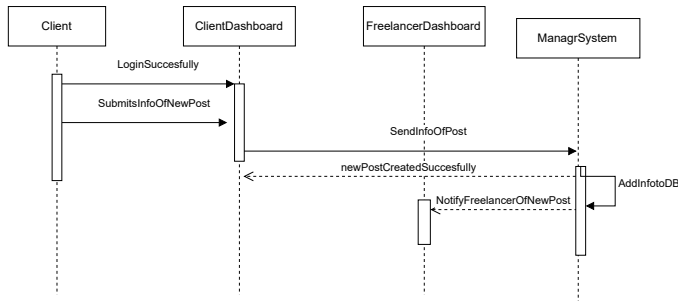 Client
ClientDashboard
FreelancerDashboard
ManagrSystem
LoginSuccesfully
SubmitsInfoOfNewPost
SendInfoOfPost
newPostCreatedSuccesfully
AddInfotoDB
NotifyFreelancerOfNewPost